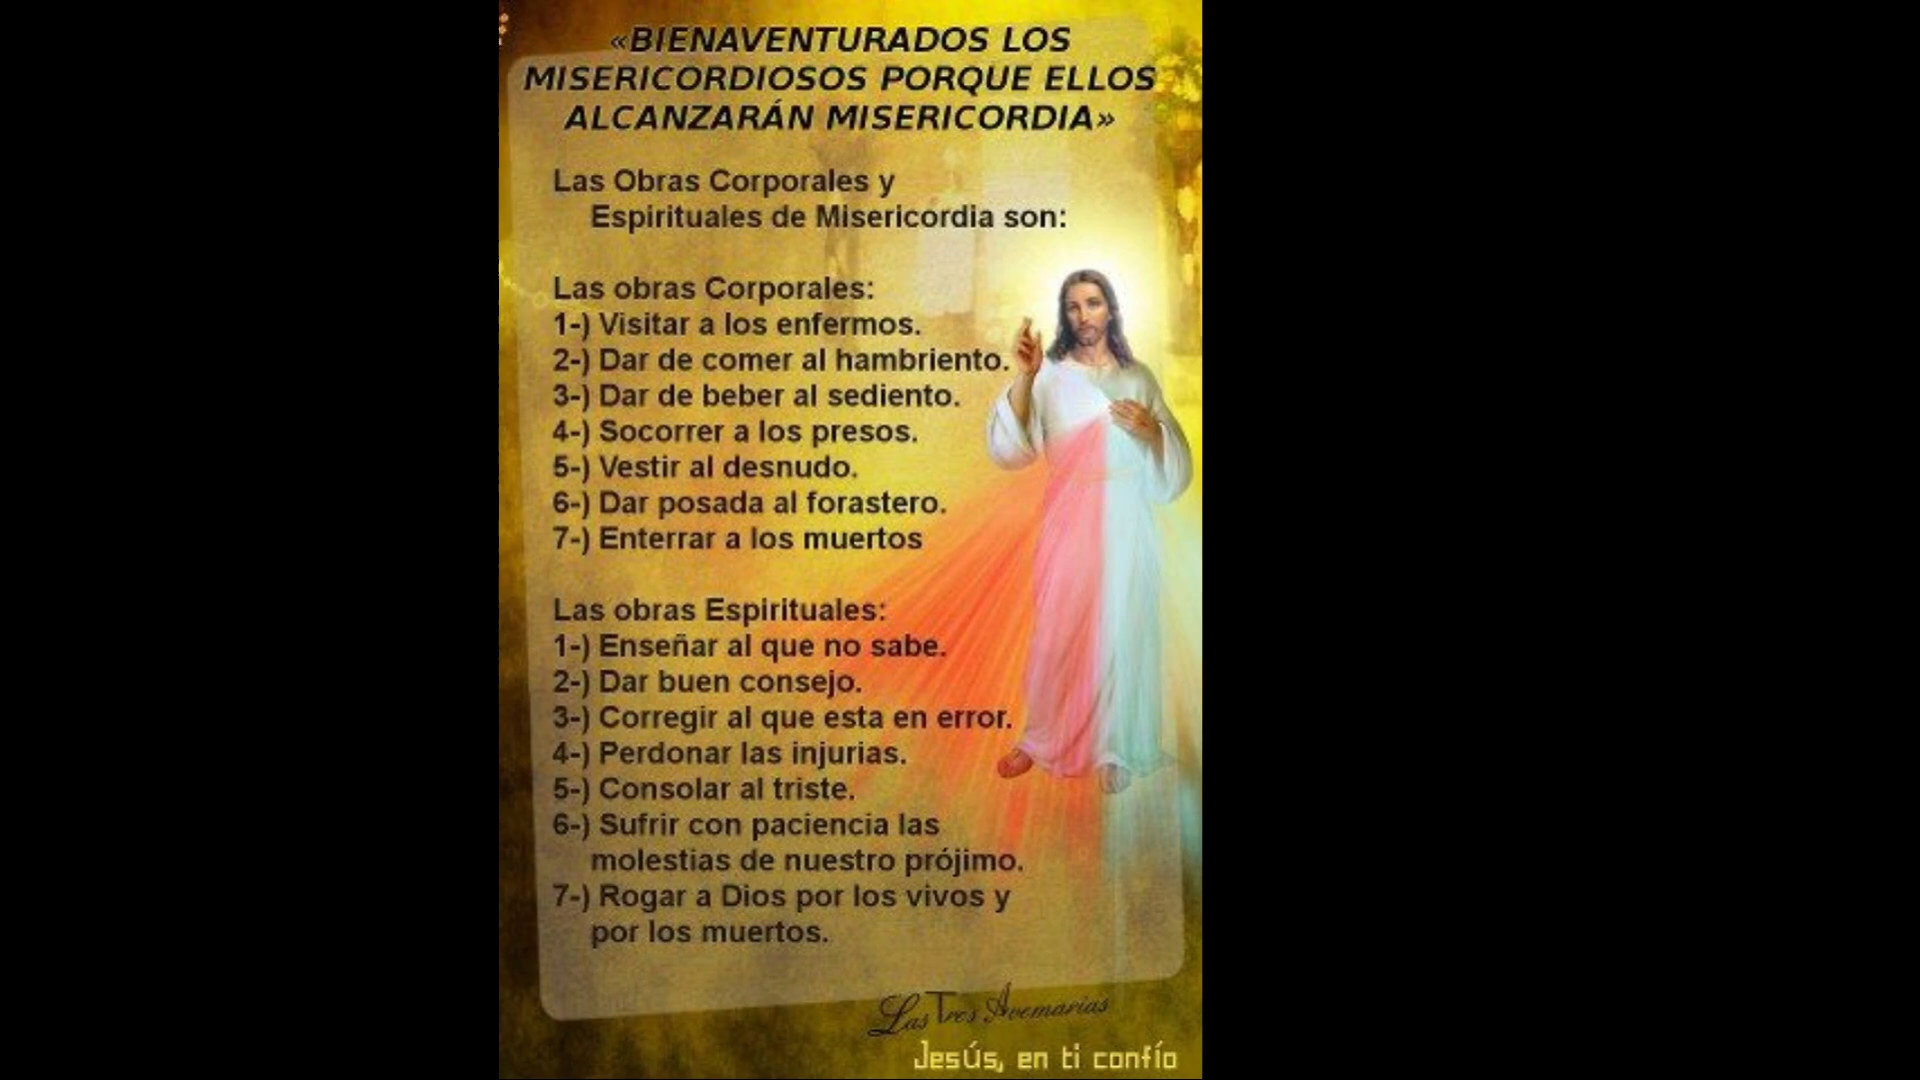 «BIENAVENTURADOS LOS
MISERICORDIOSOS PORQUE ELLOS
ALCANZARÁN MISERICORDIA»
Las Obras Corporales y
Espirituales de Misericordia son:
Las obras Corporales:
1-) Visitar a los enfermos.
2-) Dar de comer al hambriento.
3-) Dar de beber al sediento.
4-) Socorrer a los presos.
5-) Vestir al desnudo.
6-) Dar posada al forastero.
7-) Enterrar a los muertos
Las obras Espirituales:
1-) Enseñar al que no sabe.
2-) Dar buen consejo.
3-) Corregir al que esta en error.
4-) Perdonar las injurias.
5-) Consolar al triste.
6-) Sufrir con paciencia las
molestias de nuestro prójimo.
7-) Rogar a Dios por los vivos y
por los muertos.
Las Tres Avemarías
Jesús, en ti confío